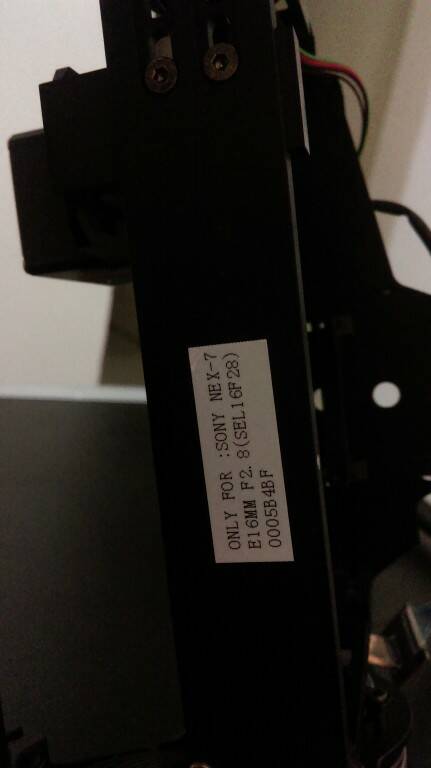 ONLY FOR :SONY NEX-7
E16MM F2.8(SEL16F28)
0005B4BF